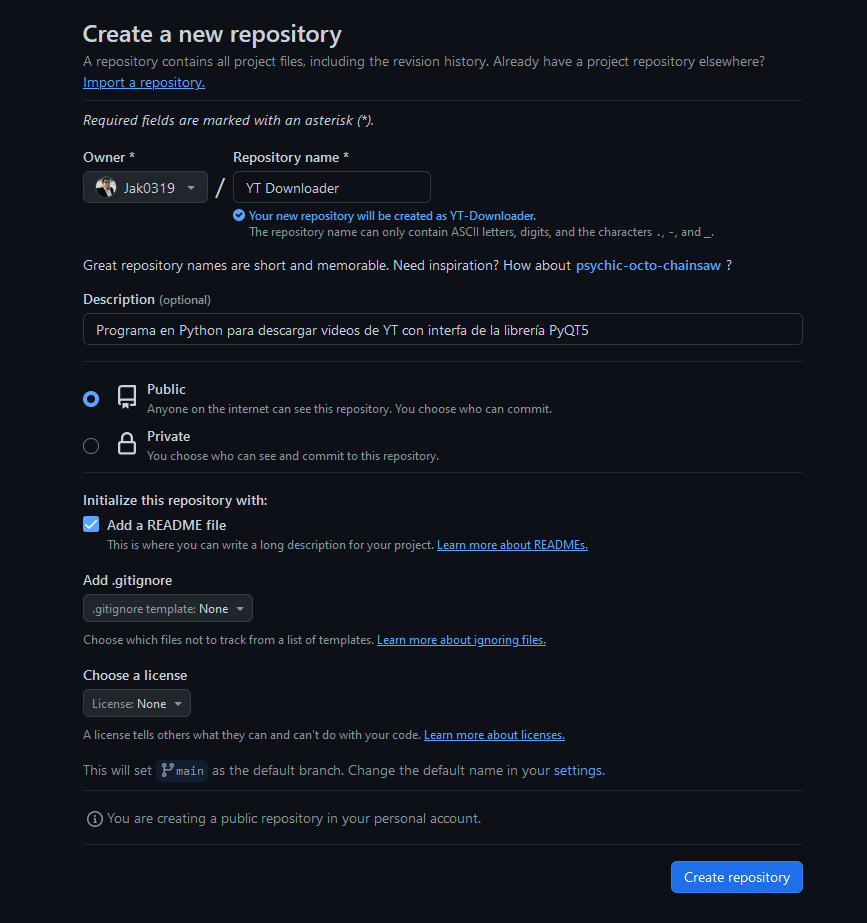 Create a new repository
A repository contains all project files, including the revision history. Already have a project repository elsewhere?
Import a repository.
Required fields are marked with an asterisk (*).
Owner *
Repository name *
Jak0319
/
YT Downloader
Your new repository will be created as YT-Downloader.
The repository name can only contain ASCII letters, digits, and the characters ., -, and _.
Great repository names are short and memorable. Need inspiration? How about psychic-octo-chainsaw ?
Description (optional)
Programa en Python para descargar videos de YT con interfa de la librería PyQT5
Public
Anyone on the internet can see this repository. You choose who can commit.
Private
You choose who can see and commit to this repository.
Initialize this repository with:
Add a README file
This is where you can write a long description for your project. Learn more about READMEs.
Add .gitignore
.gitignore template: None
Choose which files not to track from a list of templates. Learn more about ignoring files.
Choose a license
License: None
A license tells others what they can and can't do with your code. Learn more about licenses.
This will set main as the default branch. Change the default name in your settings.
You are creating a public repository in your personal account.
Create repository